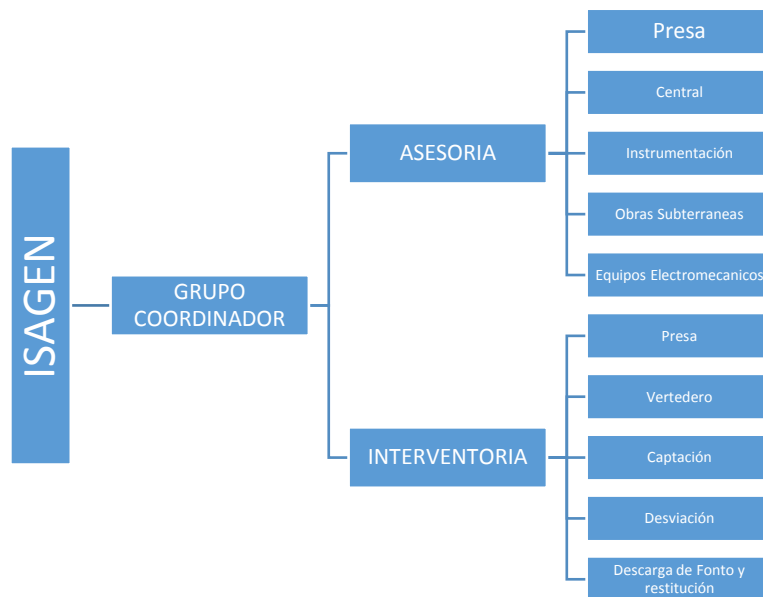 ISAGEN
GRUPO
COORDINADOR
ASESORIA
Presa
Central
Instrumentación
Obras Subterraneas
Equipos Electromecanicos
INTERVENTORIA
Presa
Vertedero
Captación
Desviación
Descarga de Fonto y
restitución